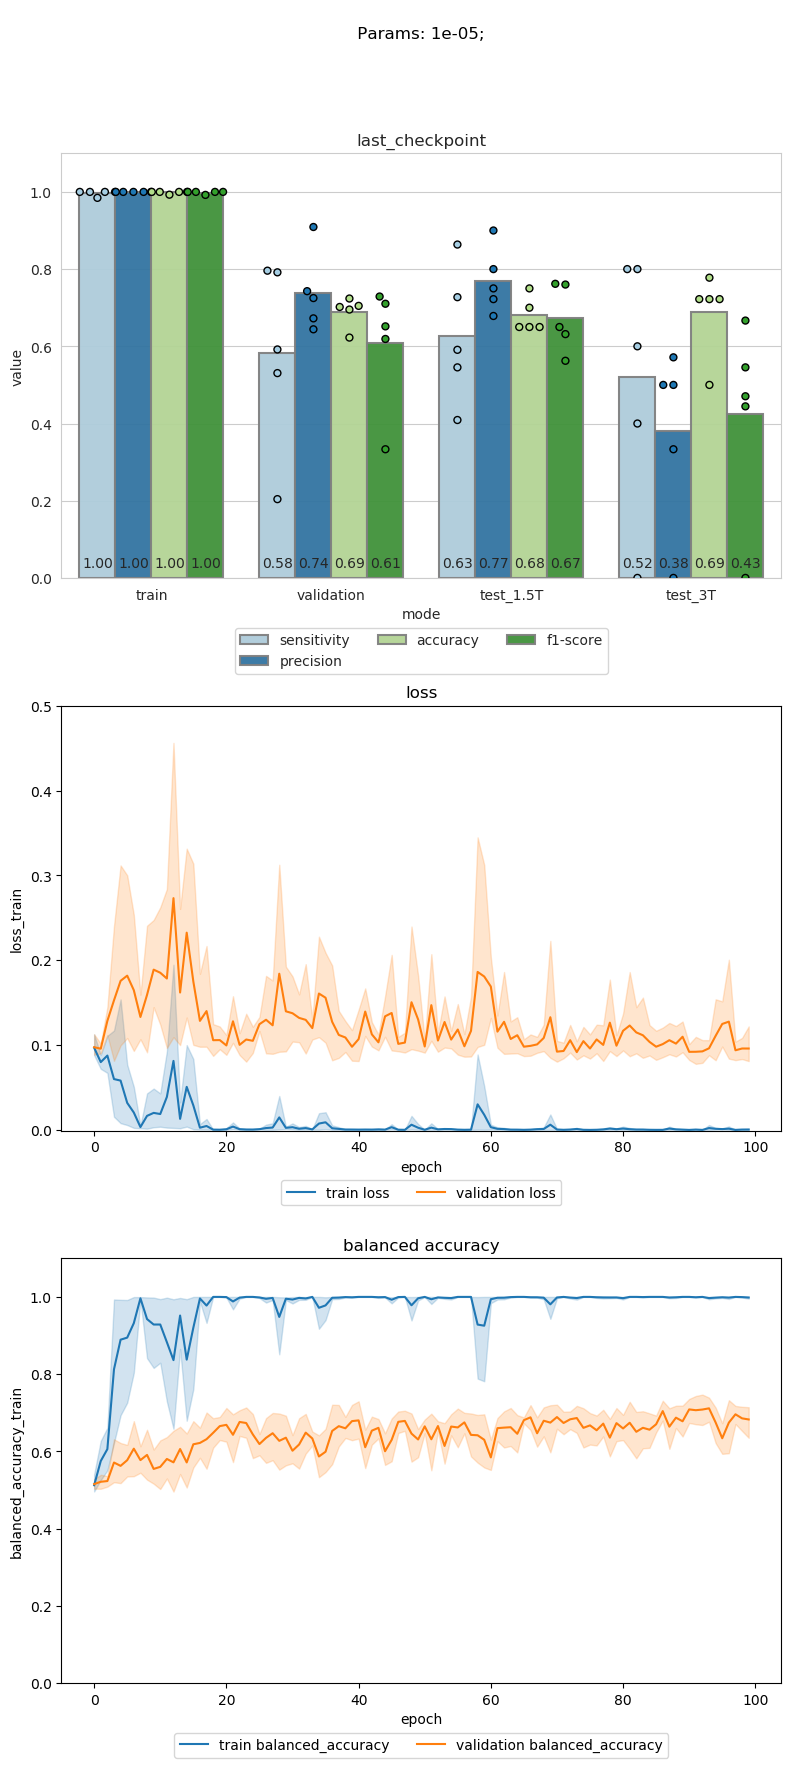 Params: 1e-05;
last_checkpoint
1.0
0.8
0.6
0.4
0.2
0.0
value
1.00 1.00 1.00 1.00 0.58 0.74 0.69 0.61 0.63 0.77 0.68 0.67 0.52 0.38 0.69 0.43
train validation test_1.5T test_3T
mode
sensitivity accuracy f1-score
precision
loss
0.5
0.4
0.3
0.2
0.1
0.0
loss_train
0 20 40 60 80 100
epoch
train loss validation loss
balanced accuracy
1.0
0.8
0.6
0.4
0.2
0.0
balanced_accuracy_train
0 20 40 60 80 100
epoch
train balanced_accuracy validation balanced_accuracy